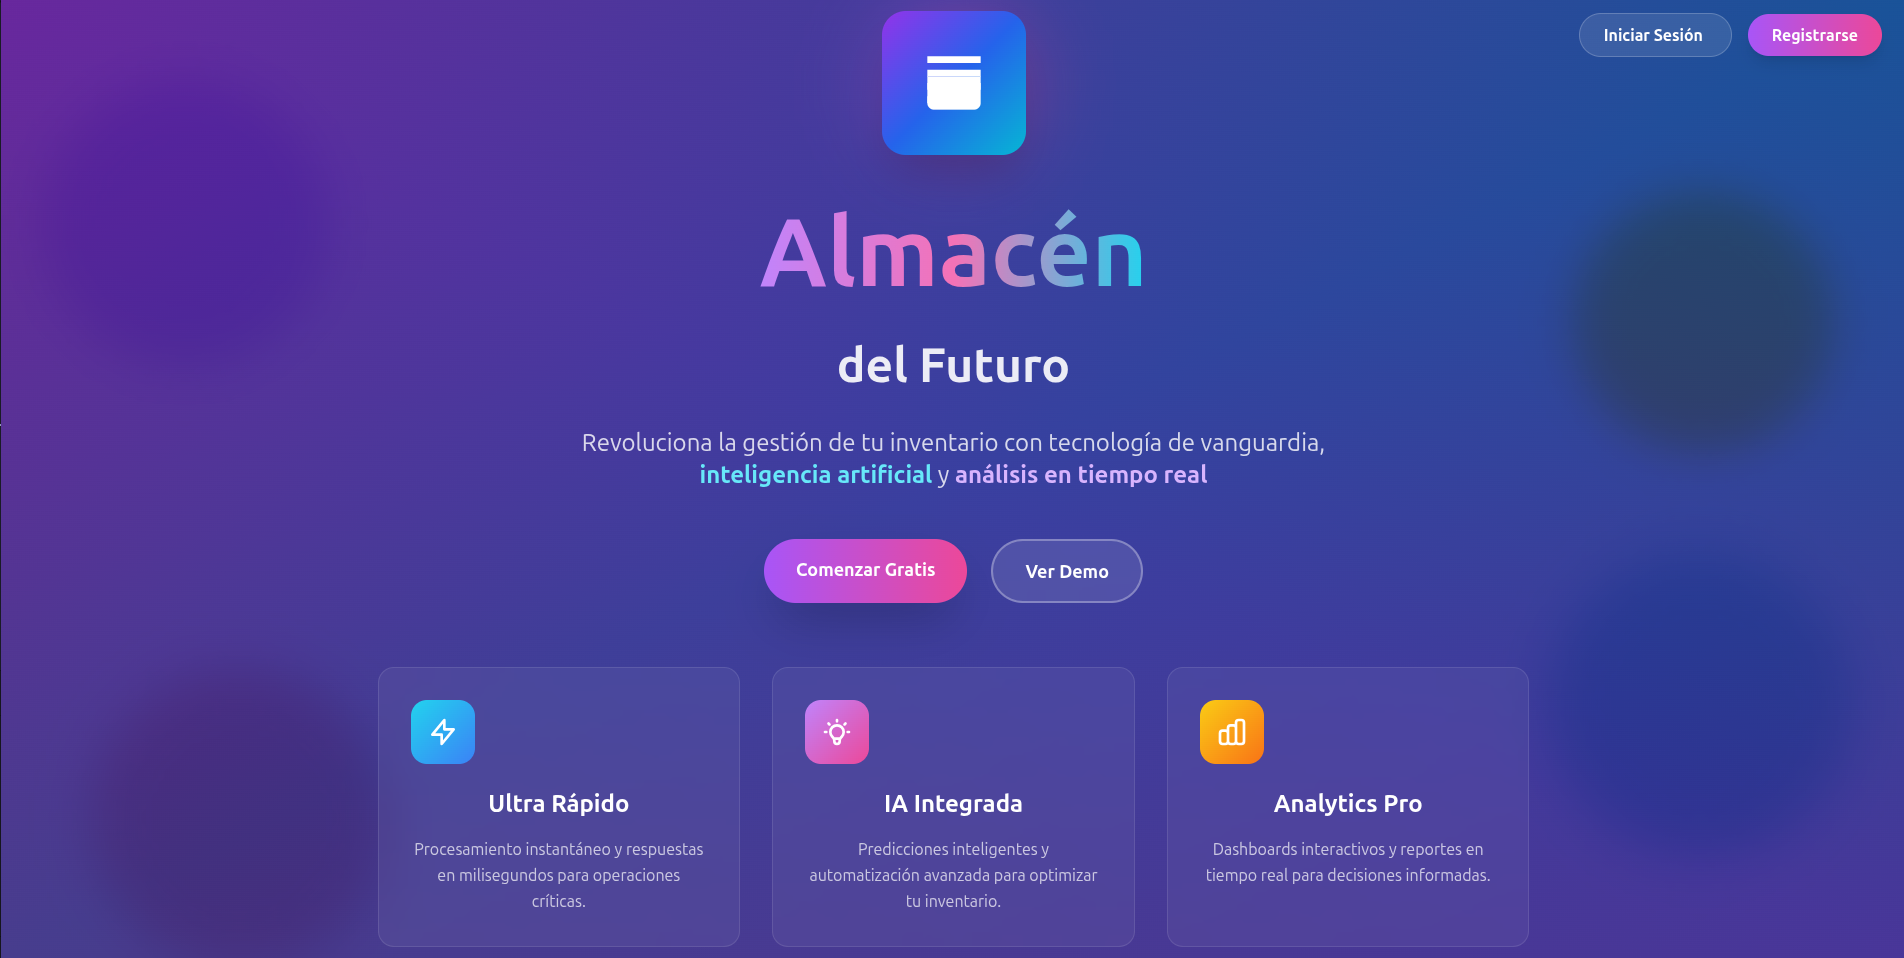 Iniciar Sesión
Registrarse
Almacén
del Futuro
Revoluciona la gestión de tu inventario con tecnología de vanguardia,
inteligencia artificial y análisis en tiempo real
Comenzar Gratis
Ver Demo
Ultra Rápido
Procesamiento instantáneo y respuestas
en milisegundos para operaciones
críticas.
IA Integrada
Predicciones inteligentes y
automatización avanzada para optimizar
tu inventario.
Analytics Pro
Dashboards interactivos y reportes en
tiempo real para decisiones informadas.